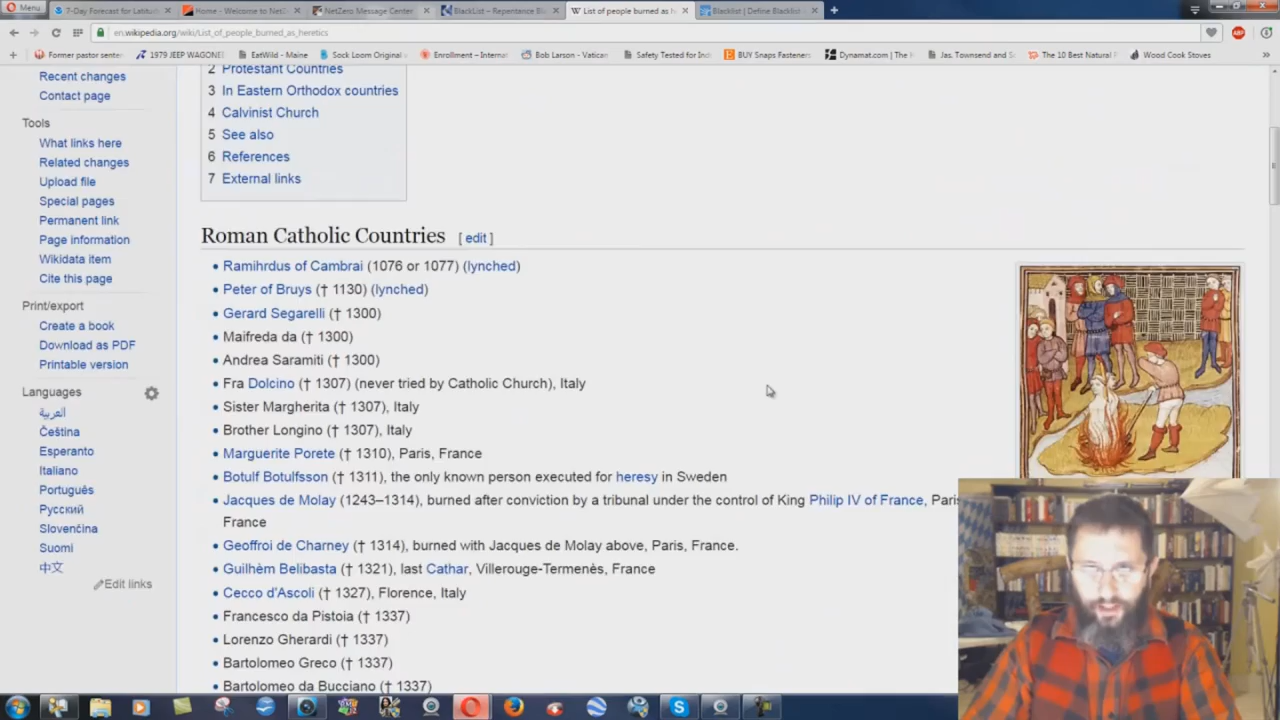 Menu
7-Day Forecast for Latitud
Home - Welcome to NetZ
NetZero Message Center
BlackList – Repentance Bl
List of people burned as h
Blacklist | Define Blacklist
en.wikipedia.org/wiki/List_of_people_burned_as_heretics
Former pastor senten
1979 JEEP WAGONE
EatWild - Maine
Sock Loom Original
Enrollment – Internat
Bob Larson - Vatican
Safety Tested for Ind
BUY Snaps Fasteners
Dynamat.com | The H
Jas. Townsend and S
The 10 Best Natural F
Wood Cook Stoves
Recent changes
Contact page
Tools
What links here
Related changes
Upload file
Special pages
Permanent link
Page information
Wikidata item
Cite this page
Print/export
Create a book
Download as PDF
Printable version
Languages
العربية
Čeština
Esperanto
Italiano
Português
Русский
Slovenčina
Suomi
中文
Edit links
2 Protestant Countries
3 In Eastern Orthodox countries
4 Calvinist Church
5 See also
6 References
7 External links
Roman Catholic Countries [ edit ]
• Ramihrdus of Cambrai (1076 or 1077) (lynched)
• Peter of Bruys († 1130) (lynched)
• Gerard Segarelli († 1300)
• Maifreda da († 1300)
• Andrea Saramiti († 1300)
• Fra Dolcino († 1307) (never tried by Catholic Church), Italy
• Sister Margherita († 1307), Italy
• Brother Longino († 1307), Italy
• Marguerite Porete († 1310), Paris, France
• Botulf Botulfsson († 1311), the only known person executed for heresy in Sweden
• Jacques de Molay (1243–1314), burned after conviction by a tribunal under the control of King Philip IV of France, Paris
France
• Geoffroi de Charney († 1314), burned with Jacques de Molay above, Paris, France.
• Guilhèm Belibasta († 1321), last Cathar, Villerouge-Termenès, France
• Cecco d'Ascoli († 1327), Florence, Italy
• Francesco da Pistoia († 1337)
• Lorenzo Gherardi († 1337)
• Bartolomeo Greco († 1337)
• Bartolomeo da Bucciano († 1337)